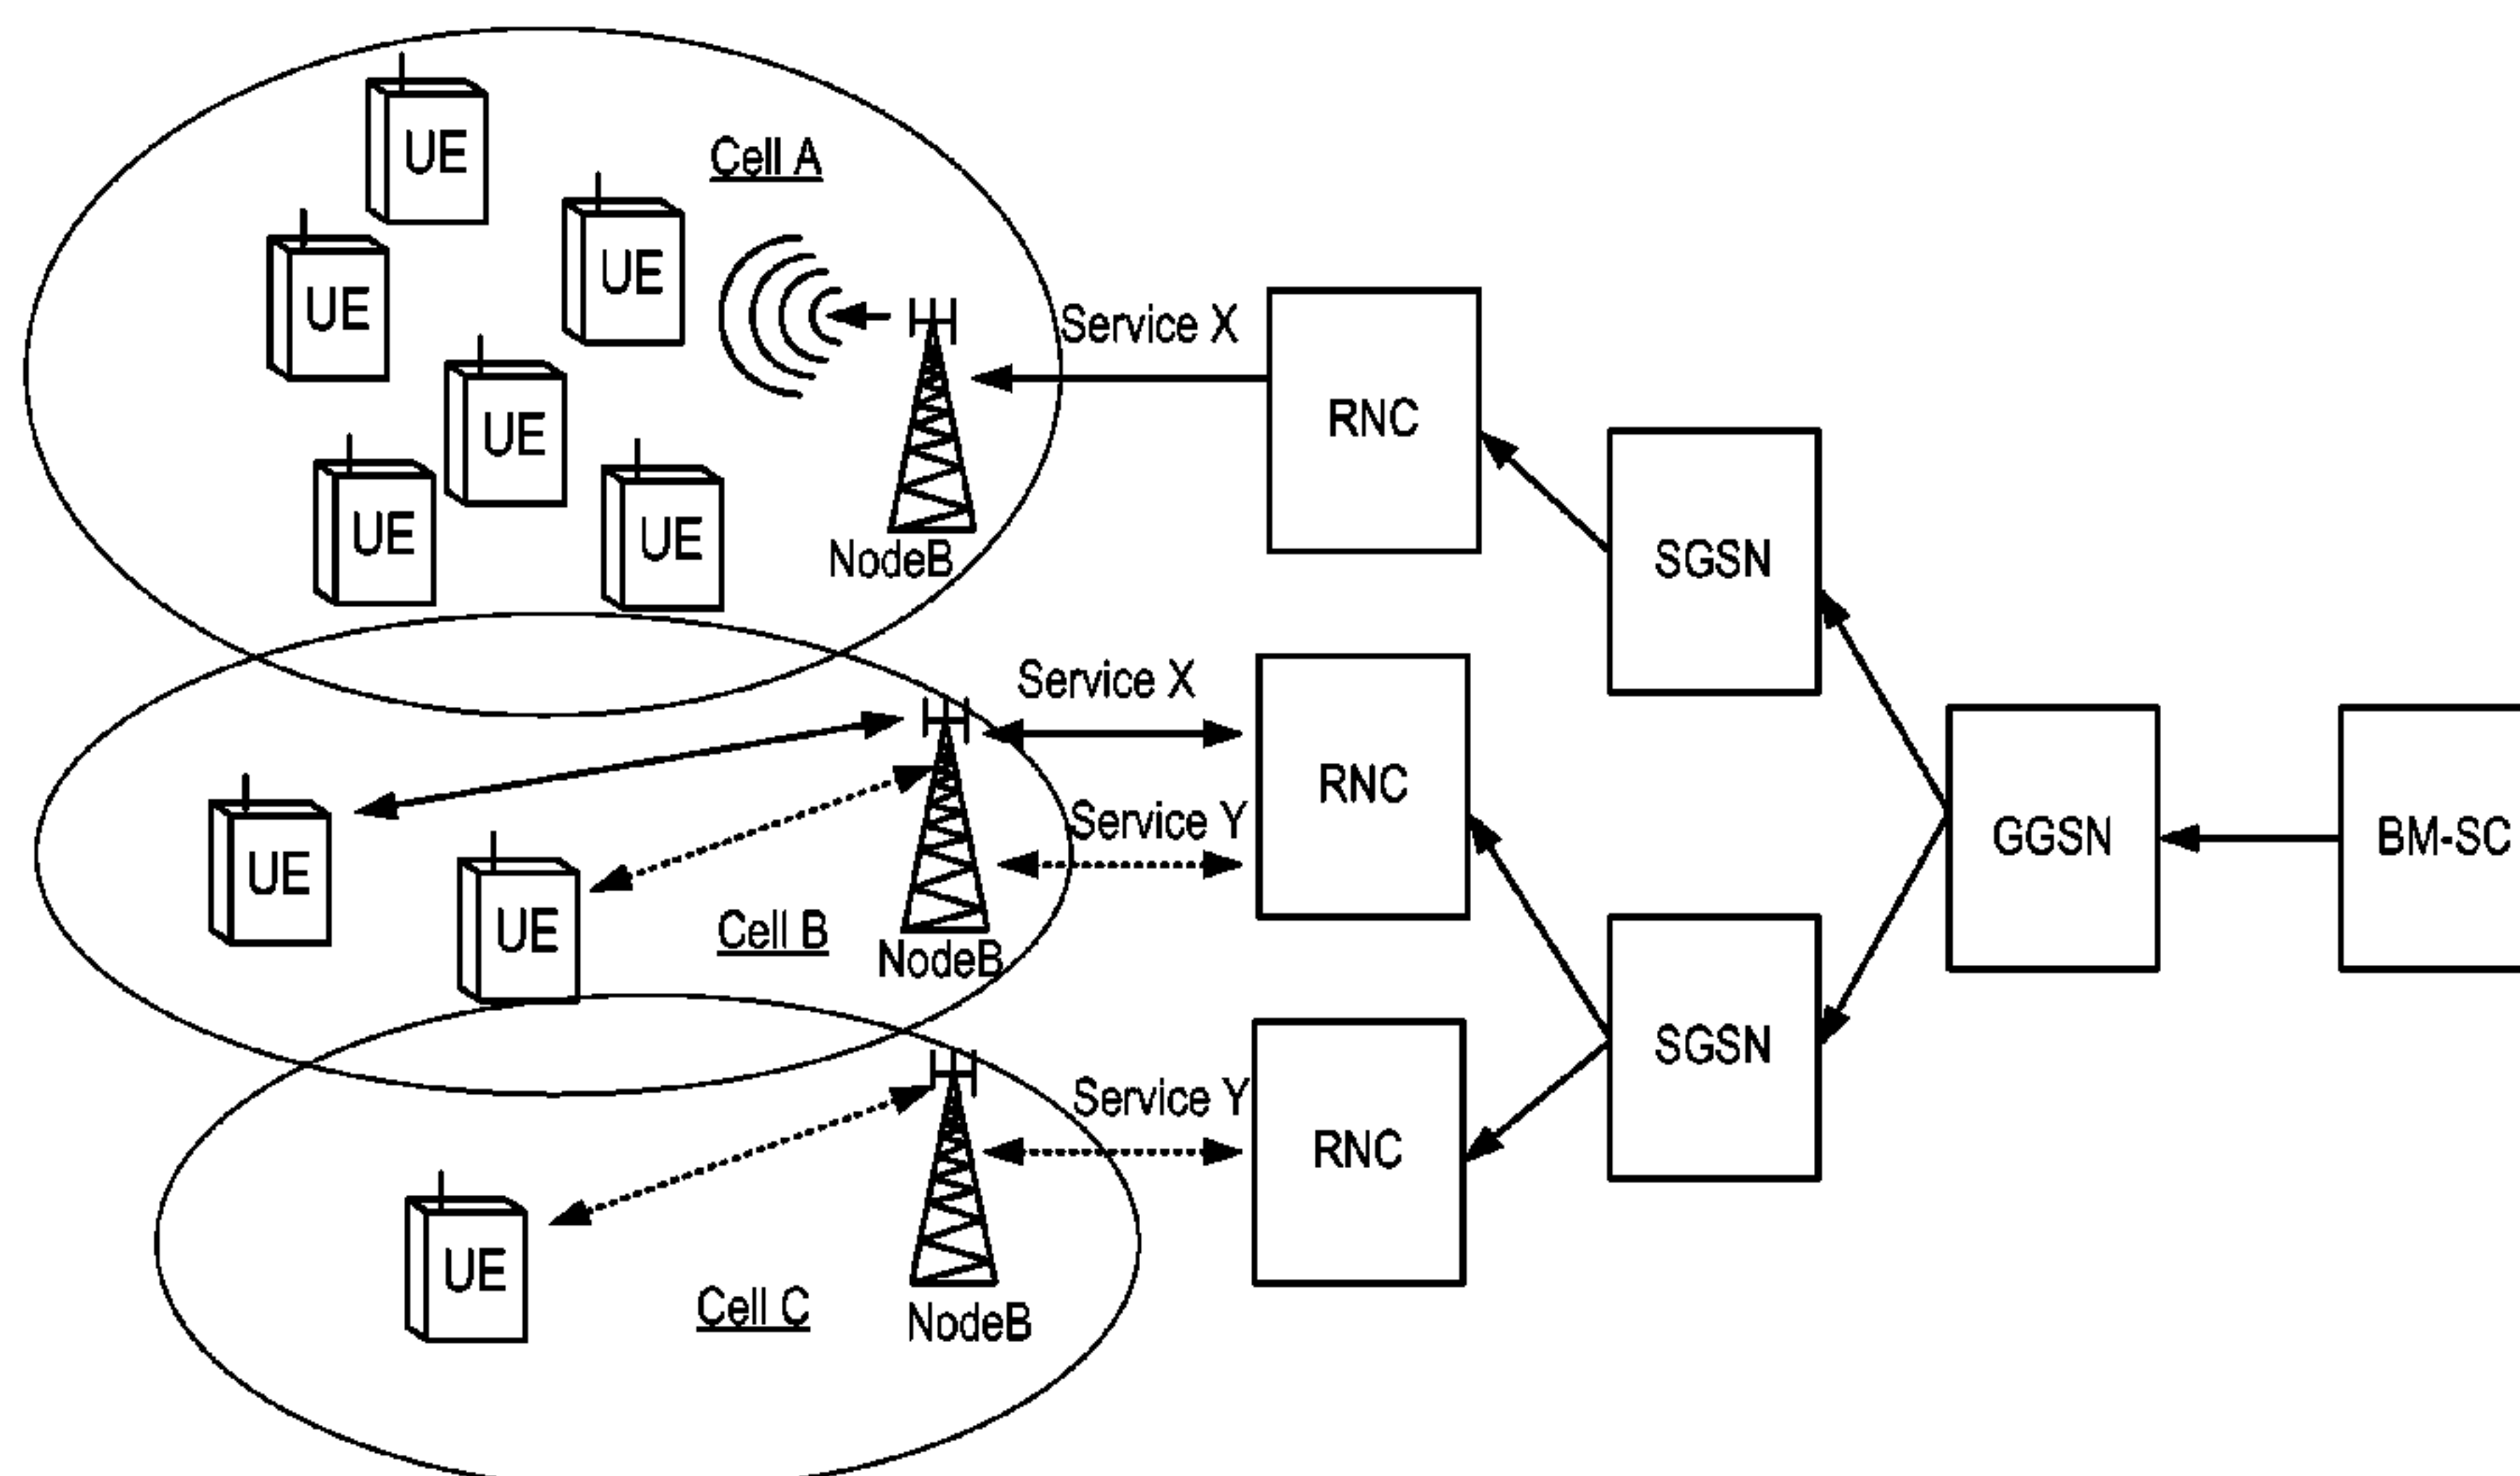 UE
Cell A
UE
UE
Service X
UE
RNC
UE
UE
NodeB
SGSN
Service X
RNC
Service Y
GGSN
BM-SC
UE
UE
Cell B
NodeB
SGSN
Service Y
RNC
UE
Cell C
NodeB